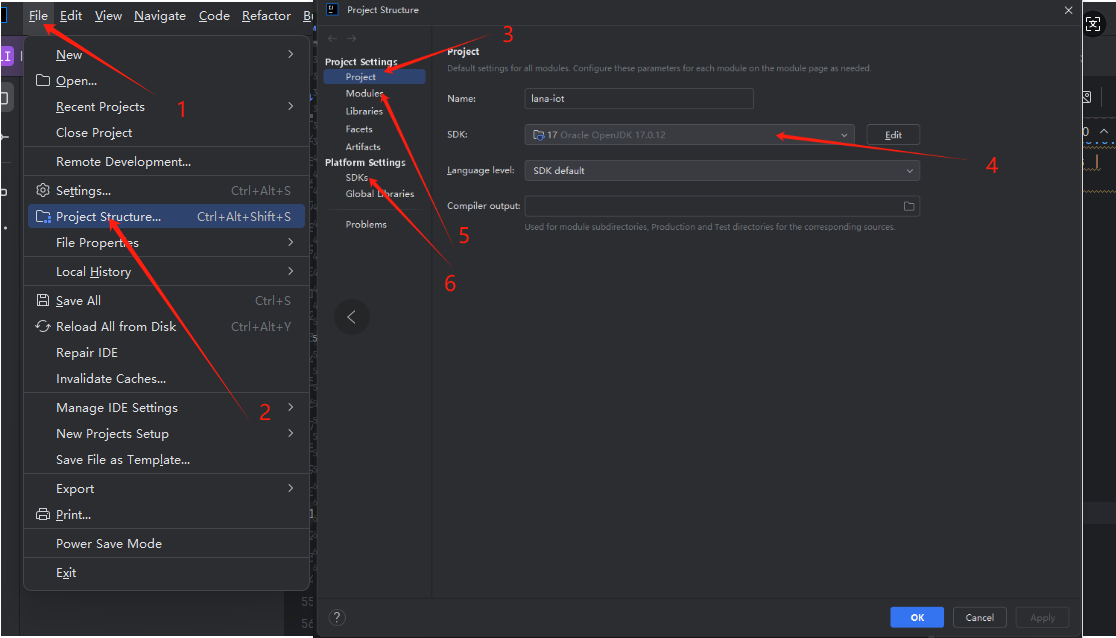 File Edit View Navigate Code Refactor
New
Open...
Recent Projects
Close Project
Remote Development...
Settings... Ctrl+Alt+S
Project Structure... Ctrl+Alt+Shift+S
File Properties
Local History
Save All Ctrl+S
Reload All from Disk Ctrl+Alt+Y
Repair IDE
Invalidate Caches...
Manage IDE Settings
New Projects Setup
Save File as Template...
Export
Print...
Power Save Mode
Exit
1
2
Project Structure
Project Settings
Project
Modules
Libraries
Facets
Artifacts
Platform Settings
SDKs
Global Libraries
Problems
3
5
6
Project
Default settings for all modules. Configure these parameters for each module on the module page as needed.
Name: lana-iot
SDK: 17 Oracle OpenJDK 17.0.12 Edit
4
Language level: SDK default
Compiler output:
Used for module subdirectories, Production and Test directories for the corresponding sources.
?
OK Cancel Apply